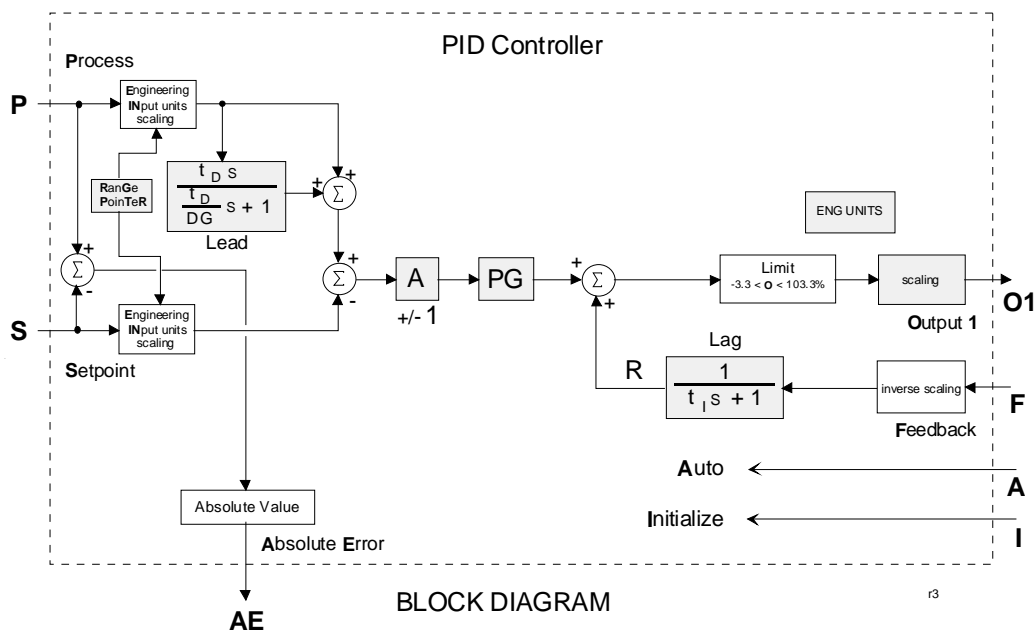 PID Controller
Process
P
Engineering
INput units
scaling
t D S
t D
DG
S + 1
Lead
RanGe
PoinTeR
+
+
+
Σ
ENG UNITS
+
Σ
-
+
Σ
-
A
+/- 1
PG
+
Σ
+
Limit
-3.3 < O < 103.3%
scaling
O1
Output 1
S
Engineering
INput units
scaling
Setpoint
Lag
R
1
t I S + 1
inverse scaling
F
Feedback
Auto
A
Initialize
I
Absolute Value
Absolute Error
AE
BLOCK DIAGRAM
r3